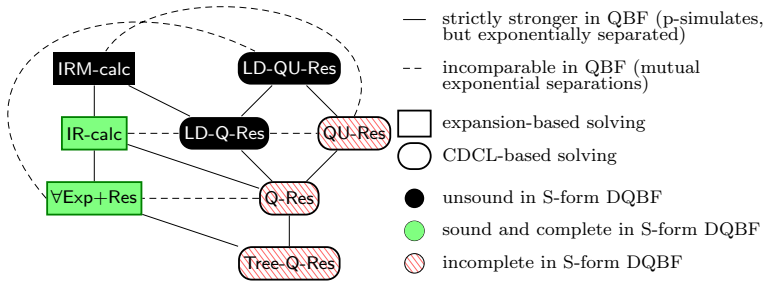 IRM-calc
LD-QU-Res
IR-calc
LD-Q-Res
QU-Res
∀Exp+Res
Q-Res
Tree-Q-Res
strictly stronger in QBF (p-simulates,
but exponentially separated)
incomparable in QBF (mutual
exponential separations)
expansion-based solving
CDCL-based solving
unsound in S-form DQBF
sound and complete in S-form DQBF
incomplete in S-form DQBF